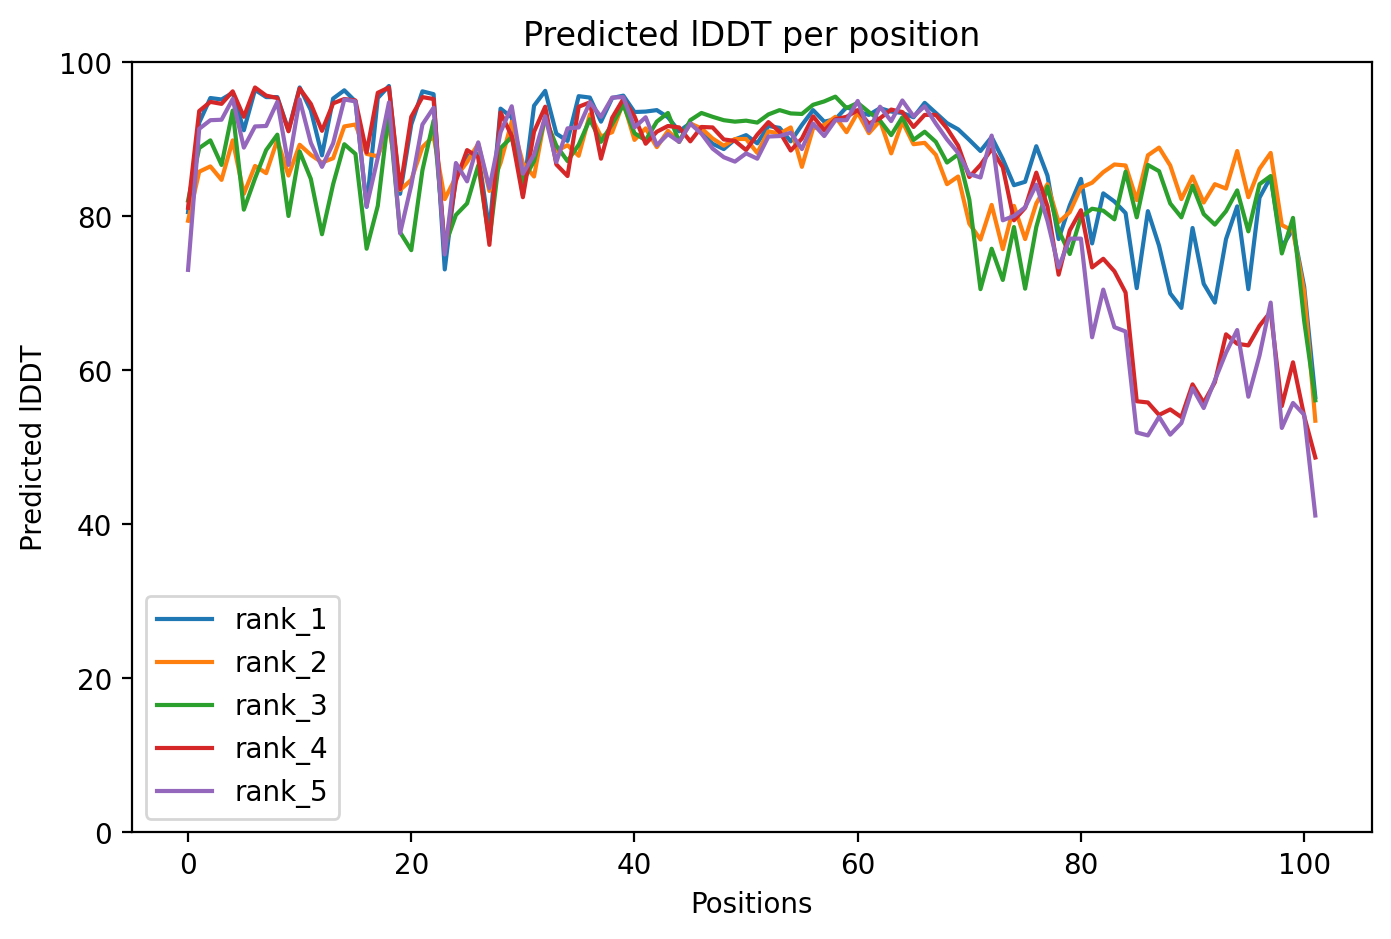 Predicted lDDT per position
100
80
60
40
20
0
Predicted lDDT
rank_1
rank_2
rank_3
rank_4
rank_5
0 20 40 60 80 100
Positions